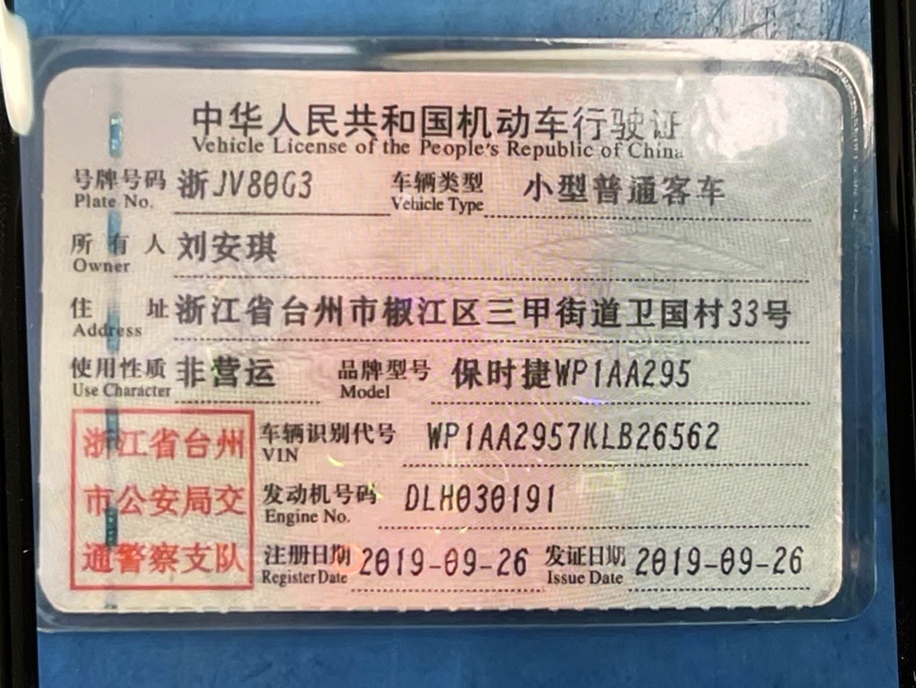 中华人民共和国机动车行驶证
Vehicle License of the People's Republic of China
号牌号码 浙JV80G3 车辆类型 小型普通客车
Plate No. Vehicle Type
所有人 刘安琪
Owner
住址 浙江省台州市椒江区三甲街道卫国村33号
Address
使用性质 非营运 品牌型号 保时捷WP1AA295
Use Character Model
浙江省台州
市公安局交
通警察支队
车辆识别代号 WP1AA2957KLB26562
VIN
发动机号码 DLH030191
Engine No.
注册日期 2019-09-26 发证日期 2019-09-26
Register Date Issue Date